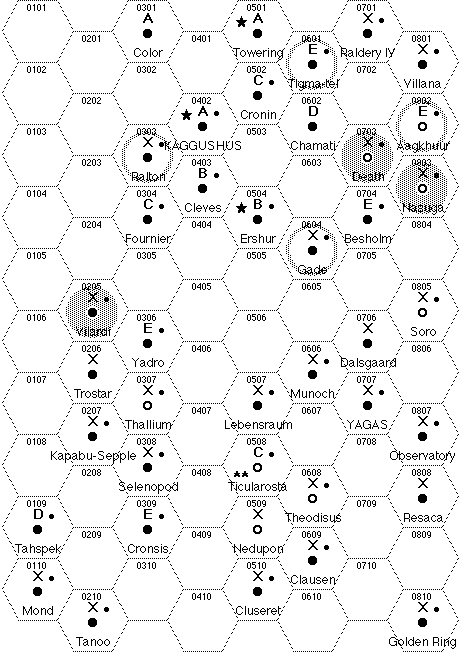 0101 0301 0501 0701
A A X
0201 0401 0601 0801
Color Towering E Raldery IV X
0102 0302 0502 0702
C Tigma-tel Villana
0202 0402 0602 0802
A Cronin D E
0103 0303 0503 0703
X KAGGUSHUS Chamati X Aagkhuur
0203 0403 0603 0803
Ralton B Death X
0104 0304 0504 0704
C Cleves B E Nasuga
0204 0404 0604 0804
Fournier Ershur X Besholm
0105 0305 0505 0705
Gade
0205 0405 0605 0805
X X
0106 0306 0506 0706
Vilardi E X Soro
0206 0406 0606 0806
X Yadro X Dalsgaard
0107 0307 0507 0707
Trostar X X Munoch X
0207 0407 0607 0807
X Thallium Lebensraum YAGAS X
0108 0308 0508 0708
Kapabu-Sepple X C Observatory
0208 0408 0608 0808
Selenopod Ticularosta X X
0109 0309 0509 0709
D E X Theodisus Resaca
0209 0409 0609 0809
Tahspek Cronsis Nedupon X
0110 0310 0510 0710
X X Clausen
0210 0410 0610 0810
Mond X Cluseret X
Tanoo Golden Ring